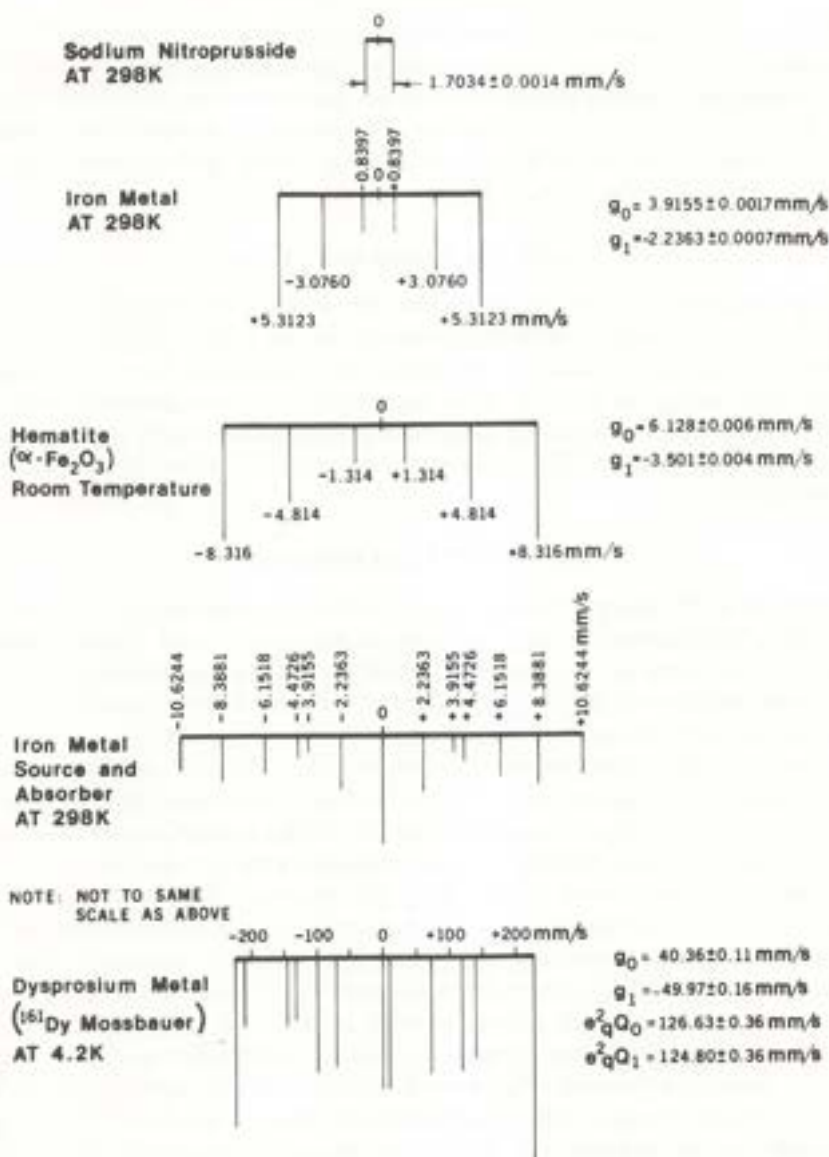 0
Sodium Nitroprusside
AT 298K
1.7034±0.0014 mm/s
-0.8397
0
+0.8397
Iron Metal
AT 298K
g0= 3.9155±0.0017mm/s
g1=-2.2363±0.0007mm/s
-3.0760
+3.0760
+5.3123
+5.3123 mm/s
0
Hematite
(α-Fe2O3)
Room Temperature
g0= 6.128±0.006 mm/s
g1=-3.501±0.004 mm/s
-1.314
+1.314
-4.814
+4.814
-8.316
+8.316mm/s
-10.6244
-8.3881
-6.1518
-4.4726
-3.9155
-2.2363
0
+2.2363
+3.9155
+4.4726
+6.1518
+8.3881
+10.6244 mm/s
Iron Metal
Source and
Absorber
AT 298K
NOTE: NOT TO SAME
SCALE AS ABOVE
-200 -100 0 +100 +200mm/s
Dysprosium Metal
(161Dy Mossbauer)
AT 4.2K
g0= 40.36±0.11 mm/s
g1=-49.97±0.16 mm/s
e2qQ0=126.63±0.36 mm/s
e2qQ1=124.80±0.36 mm/s